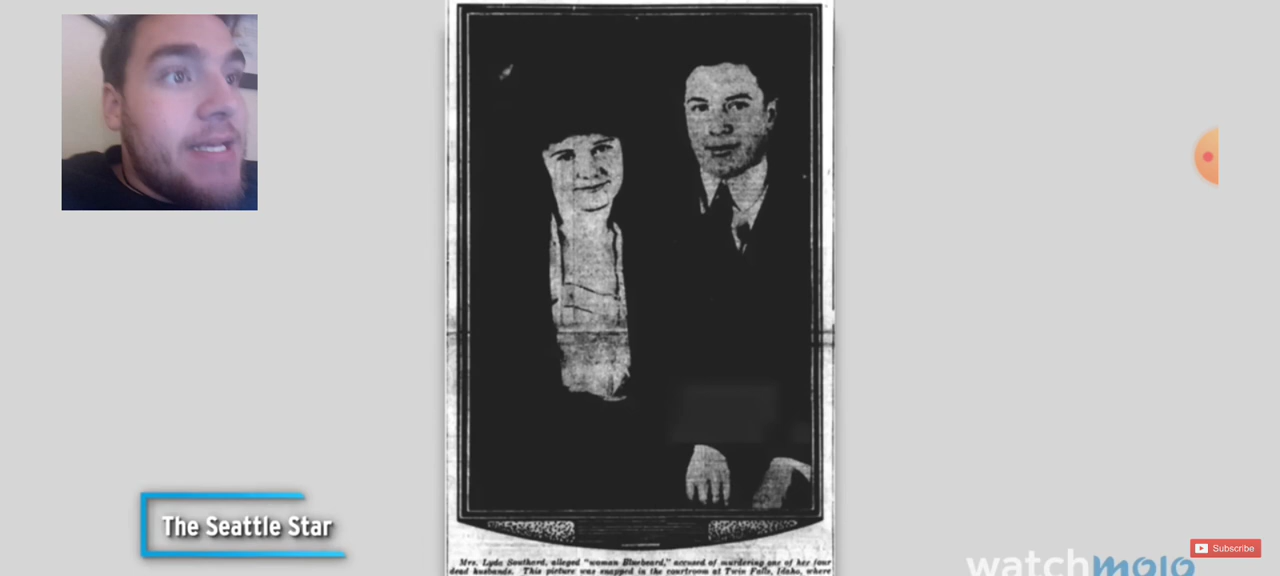 The Seattle Star
Mrs. Lyda Southard, alleged "woman Bluebeard," accused of murdering one of her four
dead husbands. This picture was snapped in the courtroom at Twin Falls, Idaho, where
Subscribe
watchmojo